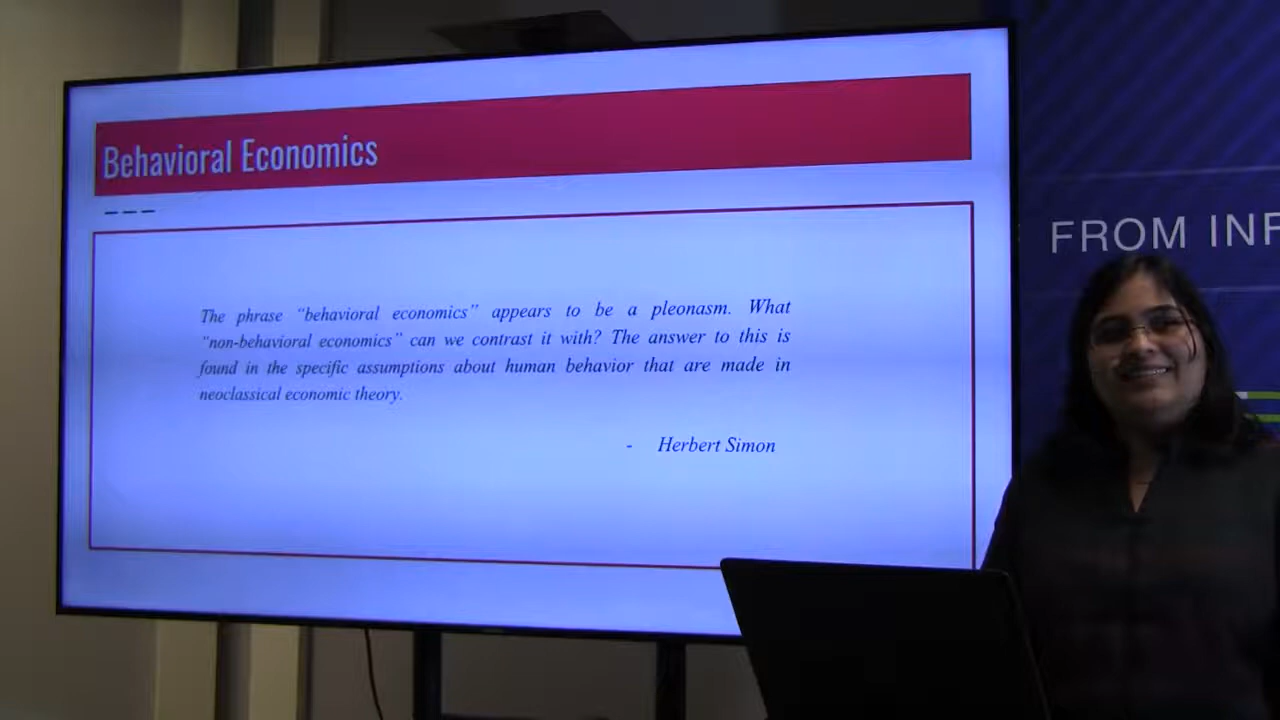 Behavioral Economics
The phrase “behavioral economics” appears to be a pleonasm. What
“non-behavioral economics” can we contrast it with? The answer to this is
found in the specific assumptions about human behavior that are made in
neoclassical economic theory.
- Herbert Simon
FROM